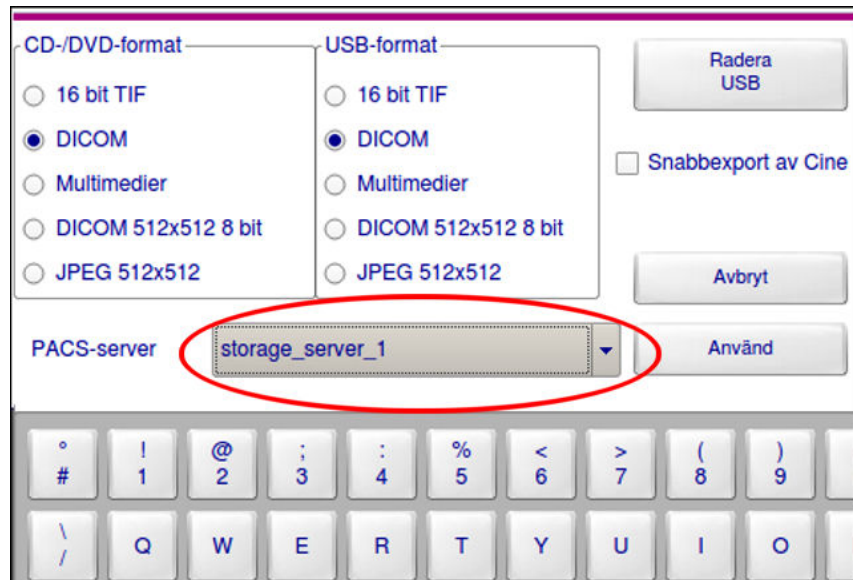 CD-/DVD-format
16 bit TIF
DICOM
Multimedier
DICOM 512x512 8 bit
JPEG 512x512
USB-format
16 bit TIF
DICOM
Multimedier
DICOM 512x512 8 bit
JPEG 512x512
Radera
USB
Snabbexport av Cine
Avbryt
PACS-server
storage_server_1
Använd
° ! @ ; : % < > ( )
# 1 2 3 4 5 6 7 8 9
\
/ Q W E R T Y U I O